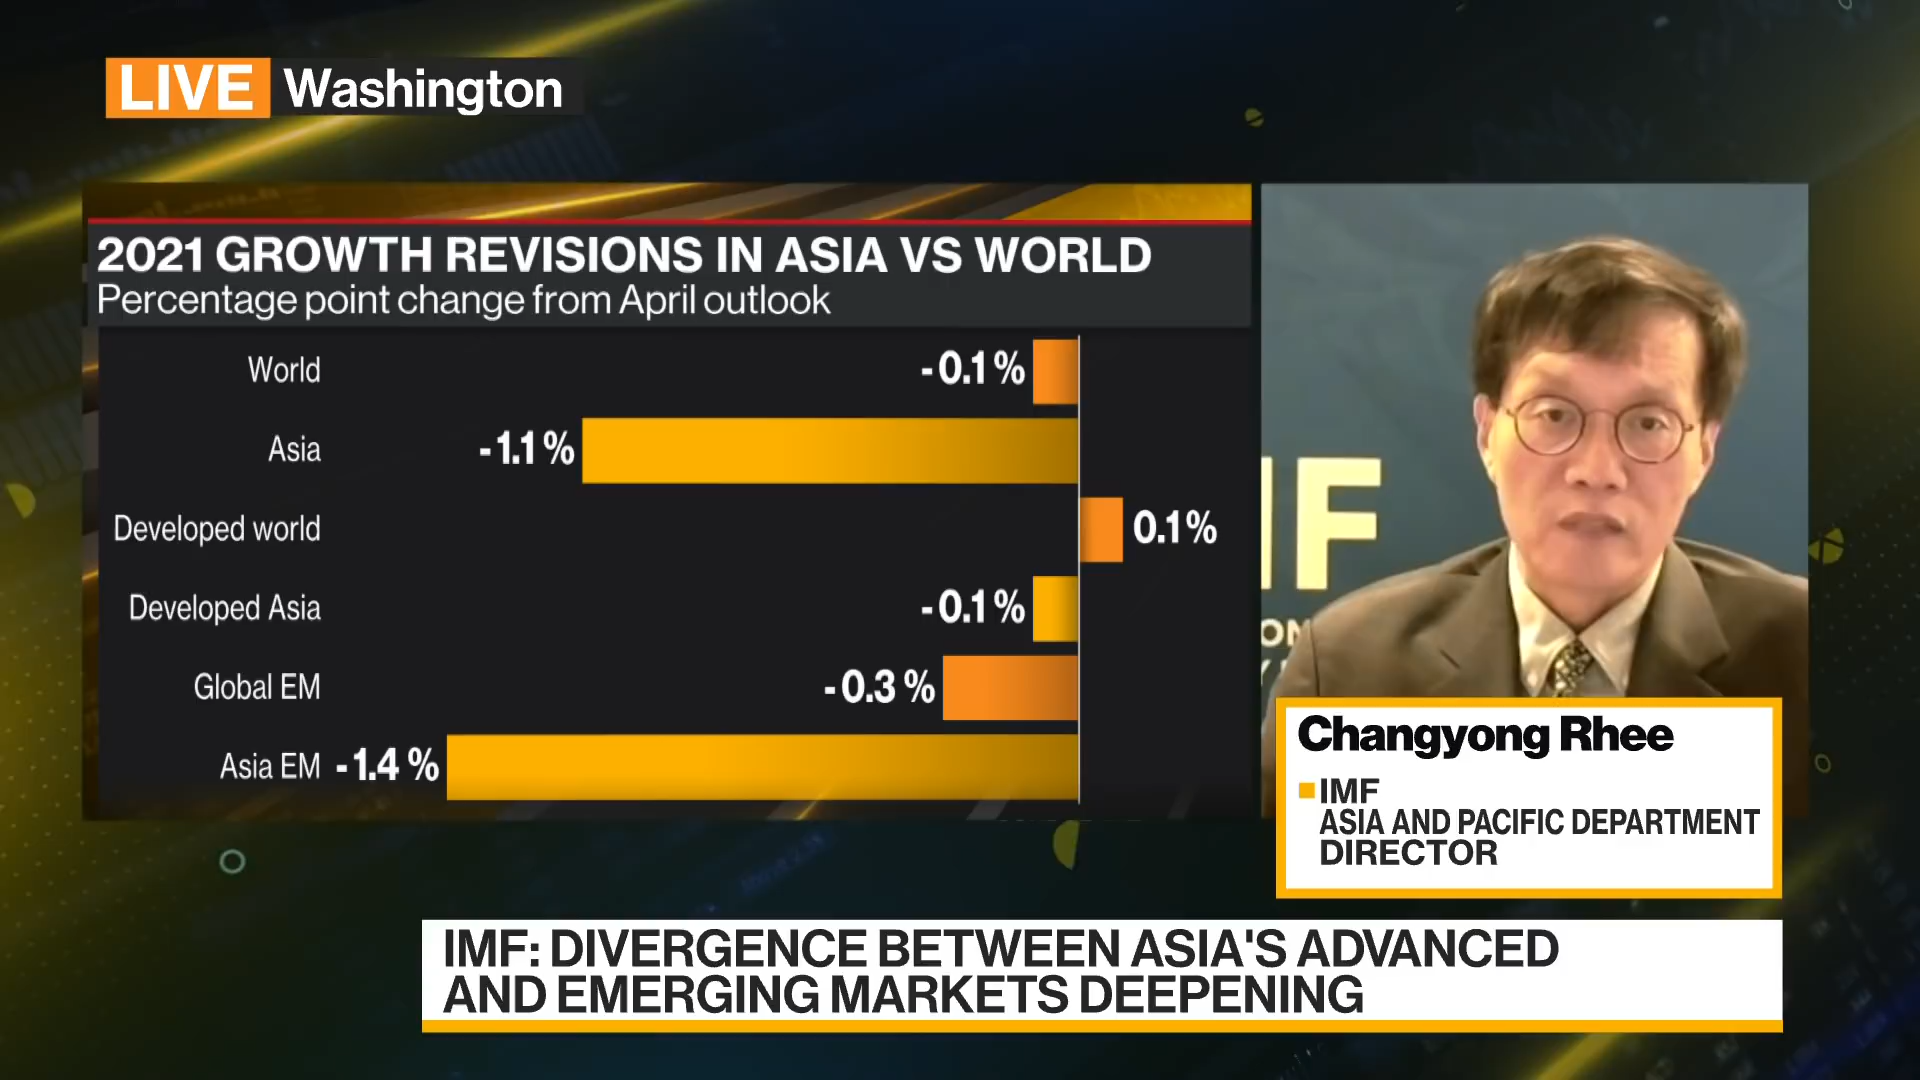 LIVE Washington
2021 GROWTH REVISIONS IN ASIA VS WORLD
Percentage point change from April outlook
World -0.1%
Asia -1.1%
Developed world 0.1%
Developed Asia -0.1%
Global EM -0.3%
Asia EM -1.4%
MF
ON
Changyong Rhee
IMF
ASIA AND PACIFIC DEPARTMENT
DIRECTOR
IMF: DIVERGENCE BETWEEN ASIA'S ADVANCED
AND EMERGING MARKETS DEEPENING